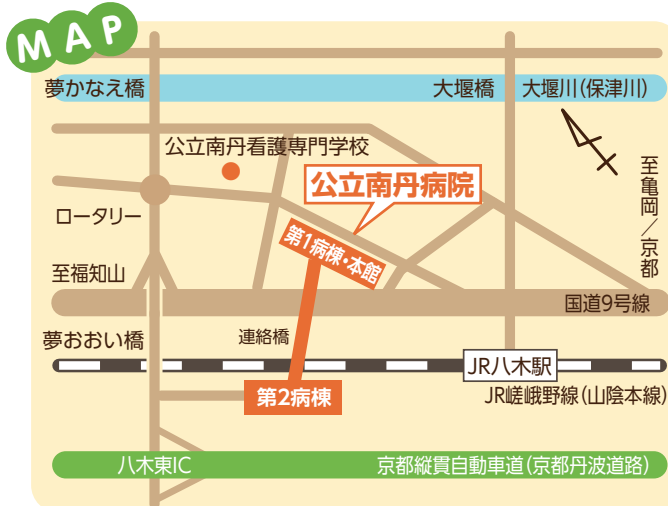 MAP
夢かなえ橋
大堰橋
大堰川(保津川)
公立南丹看護専門学校
公立南丹病院
至亀岡/京都
ロータリー
第1病棟・本館
至福知山
国道9号線
夢おおい橋
連絡橋
JR八木駅
第2病棟
JR嵯峨野線(山陰本線)
八木東IC
京都縦貫自動車道(京都丹波道路)